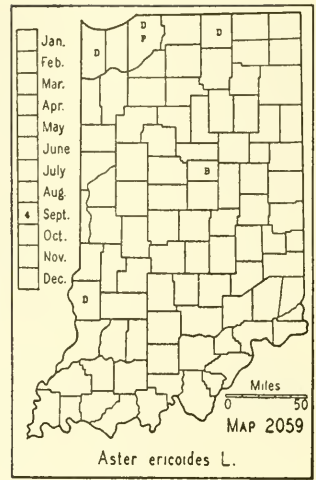 D
D
D
P
Jan.
Feb.
Mar.
Apr.
May
June
July
Aug.
4 Sept.
Oct.
Nov.
Dec.
B
D
Miles
0 50
MAP 2059
Aster ericoides L.